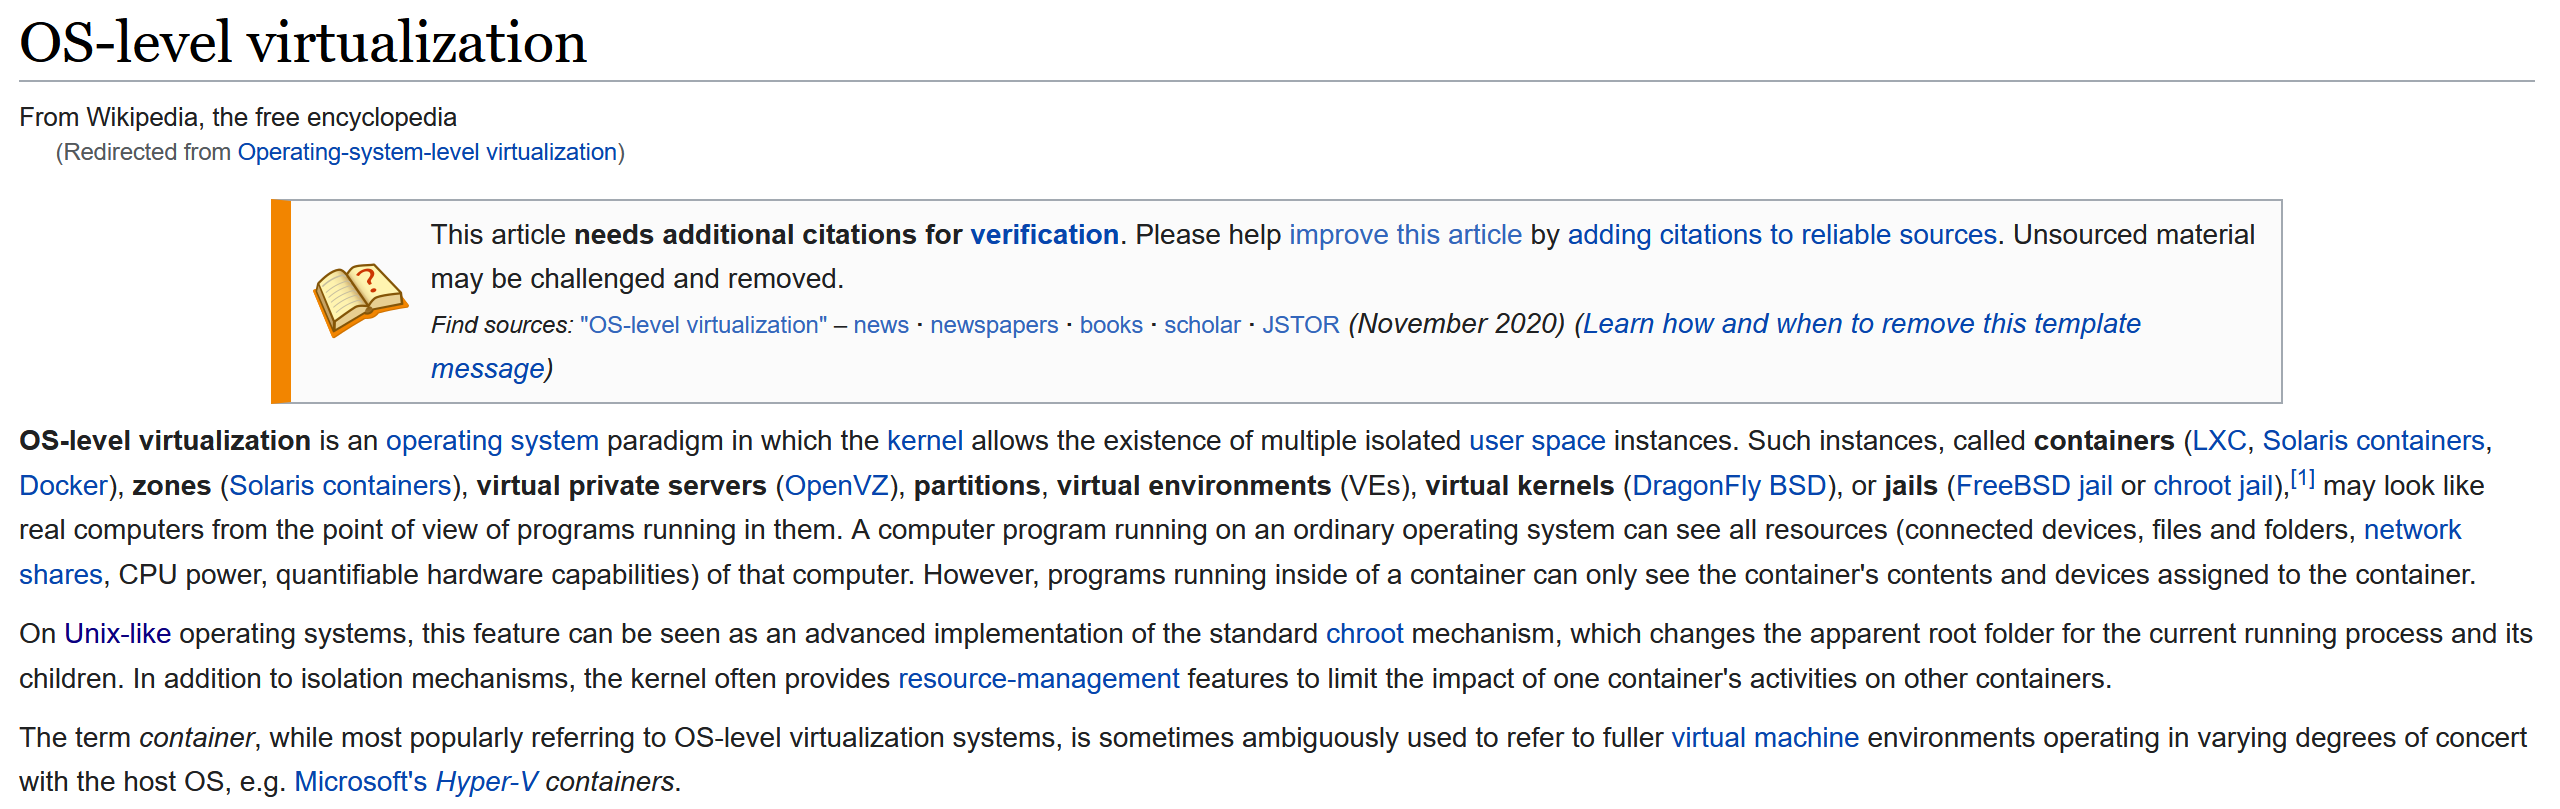 OS-level virtualization
From Wikipedia, the free encyclopedia
(Redirected from Operating-system-level virtualization)
This article needs additional citations for verification. Please help improve this article by adding citations to reliable sources. Unsourced material
may be challenged and removed.
Find sources: "OS-level virtualization" – news · newspapers · books · scholar · JSTOR (November 2020) (Learn how and when to remove this template
message)
OS-level virtualization is an operating system paradigm in which the kernel allows the existence of multiple isolated user space instances. Such instances, called containers (LXC, Solaris containers,
Docker), zones (Solaris containers), virtual private servers (OpenVZ), partitions, virtual environments (VEs), virtual kernels (DragonFly BSD), or jails (FreeBSD jail or chroot jail),[1] may look like
real computers from the point of view of programs running in them. A computer program running on an ordinary operating system can see all resources (connected devices, files and folders, network
shares, CPU power, quantifiable hardware capabilities) of that computer. However, programs running inside of a container can only see the container's contents and devices assigned to the container.
On Unix-like operating systems, this feature can be seen as an advanced implementation of the standard chroot mechanism, which changes the apparent root folder for the current running process and its
children. In addition to isolation mechanisms, the kernel often provides resource-management features to limit the impact of one container's activities on other containers.
The term container, while most popularly referring to OS-level virtualization systems, is sometimes ambiguously used to refer to fuller virtual machine environments operating in varying degrees of concert
with the host OS, e.g. Microsoft's Hyper-V containers.